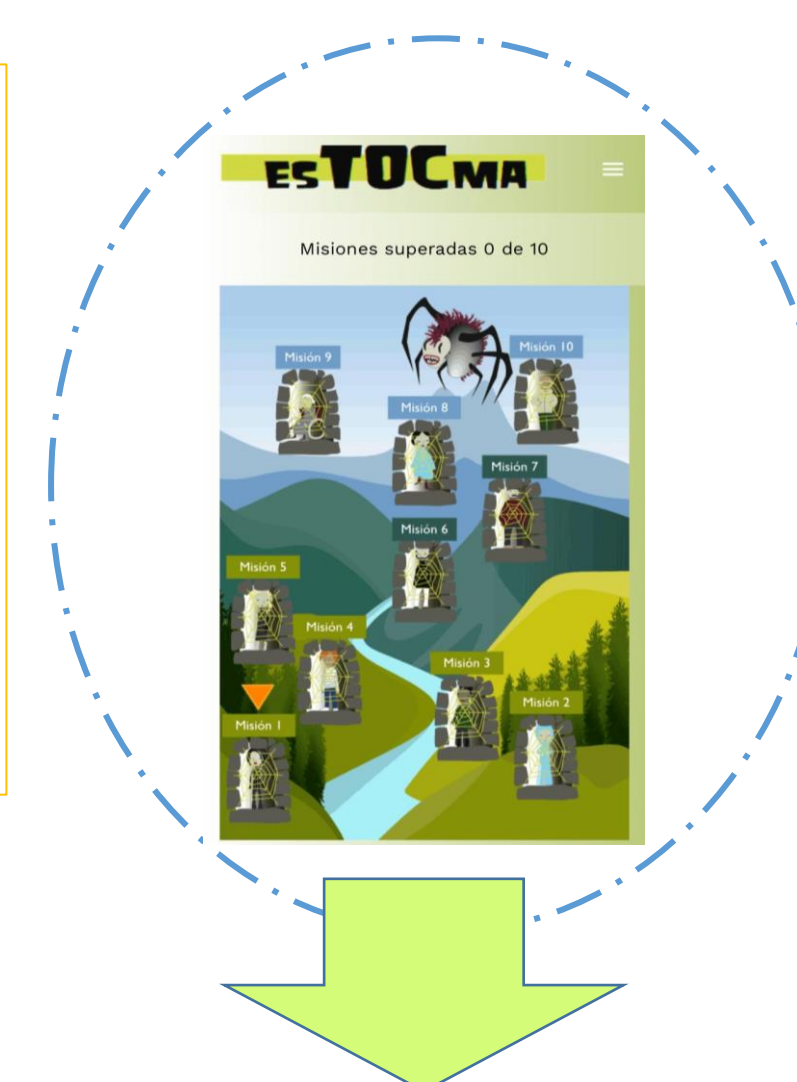 esTOCma
Misiones superadas 0 de 10
Misión 9
Misión 10
Misión 8
Misión 7
Misión 6
Misión 5
Misión 4
Misión 3
Misión 2
Misión 1